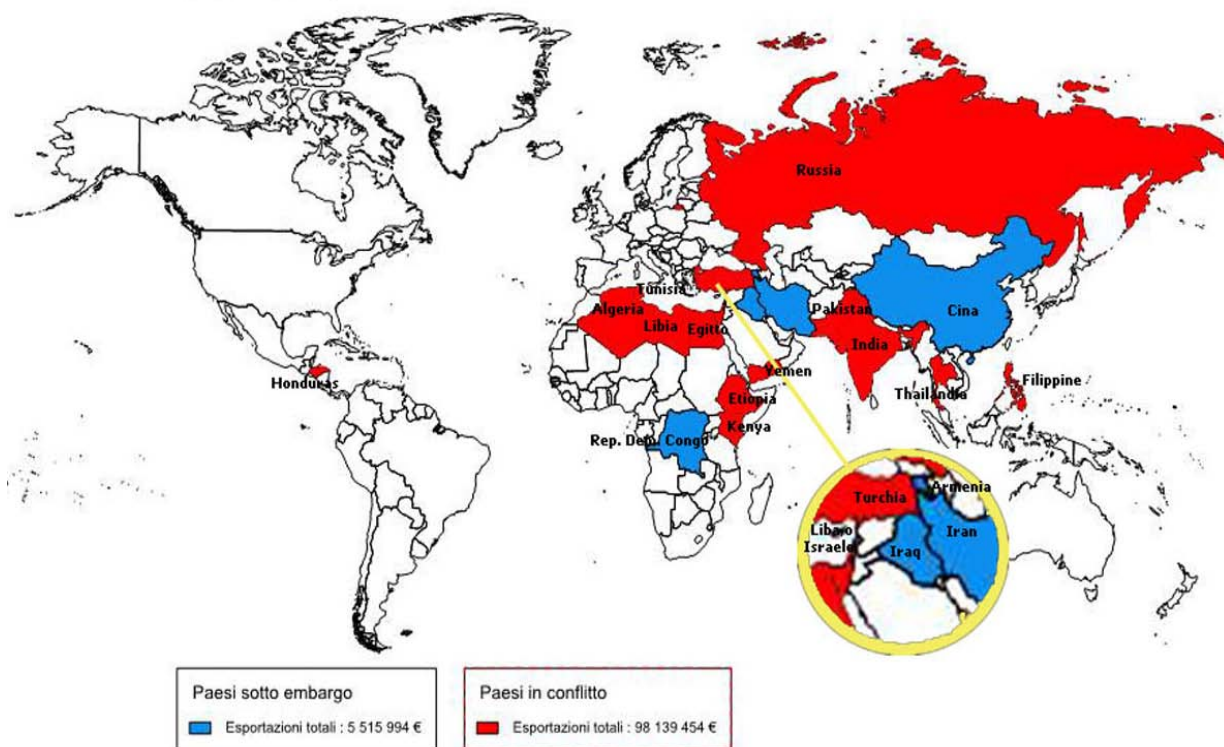 Russia
Tunisia
Algeria
Libia
Egitto
Pakistan
Cina
India
Honduras
Yemen
Thailandia
Filippine
Etiopia
Kenya
Rep. Dem. Congo
Turchia
Armenia
Libano
Israele
Iraq
Iran
Paesi sotto embargo
Esportazioni totali : 5 515 994 €
Paesi in conflitto
Esportazioni totali : 98 139 454 €